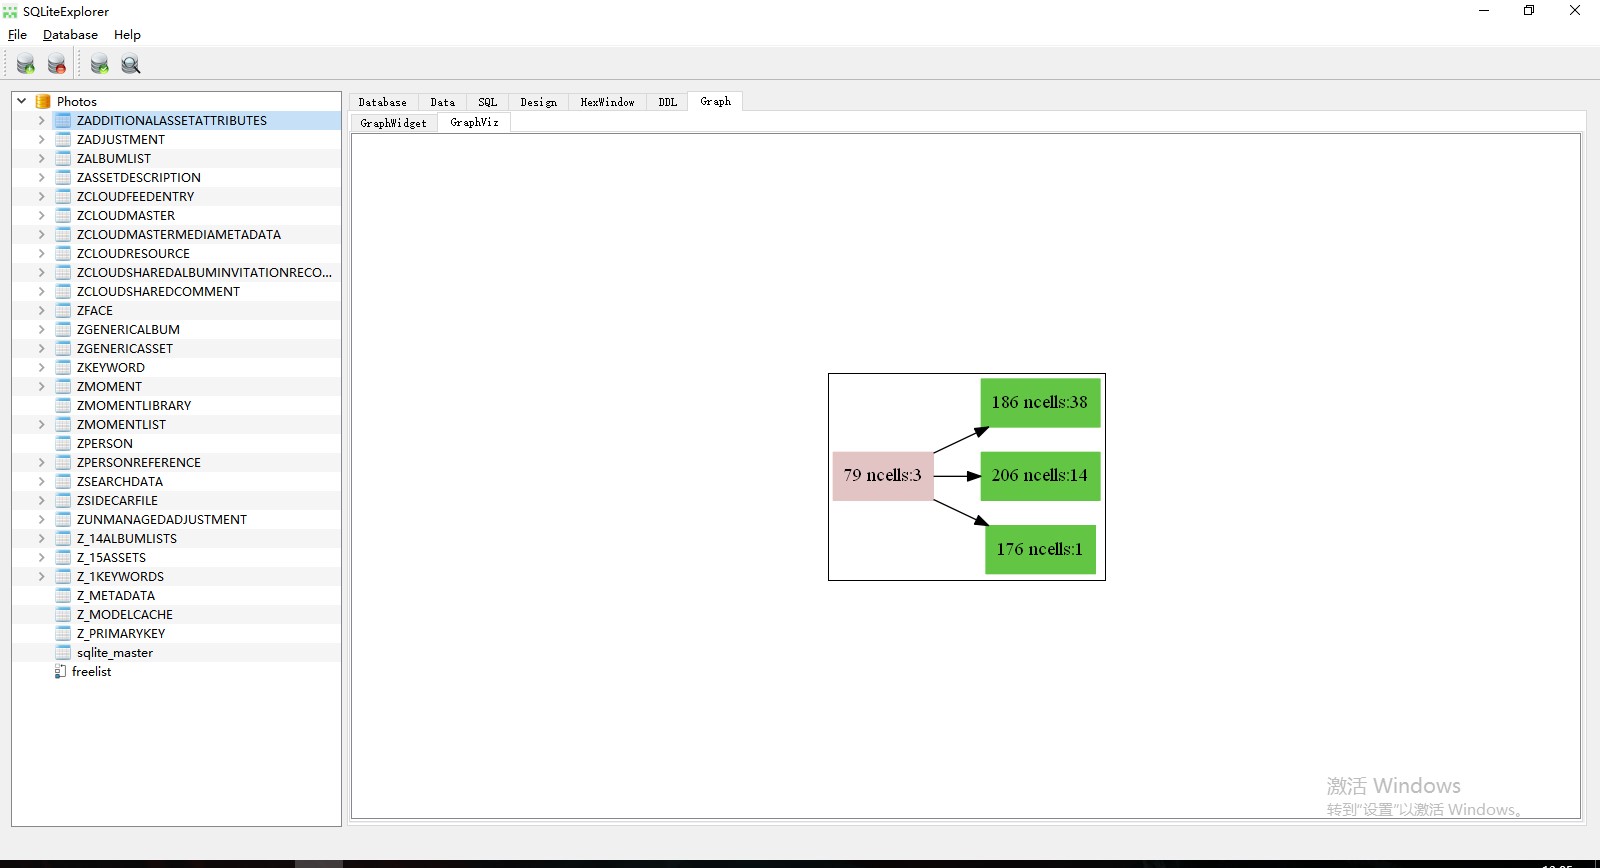 SQLiteExplorer
File Database Help
Photos
ZADDITIONALASSETATTRIBUTES
ZADJUSTMENT
ZALBUMLIST
ZASSETDESCRIPTION
ZCLOUDFEEDENTRY
ZCLOUDMASTER
ZCLOUDMASTERMEDIAMETADATA
ZCLOUDRESOURCE
ZCLOUDSHAREDALBUMINVITATIONRECO...
ZCLOUDSHAREDCOMMENT
ZFACE
ZGENERICALBUM
ZGENERICASSET
ZKEYWORD
ZMOMENT
ZMOMENTLIBRARY
ZMOMENTLIST
ZPERSON
ZPERSONREFERENCE
ZSEARCHDATA
ZSIDECARFILE
ZUNMANAGEDADJUSTMENT
Z_14ALBUMLISTS
Z_15ASSETS
Z_1KEYWORDS
Z_METADATA
Z_MODELCACHE
Z_PRIMARYKEY
sqlite_master
freelist
Database Data SQL Design HexWindow DDL Graph
GraphWidget GraphViz
186 ncells:38
79 ncells:3
206 ncells:14
176 ncells:1
激活 Windows
转到"设置"以激活 Windows。